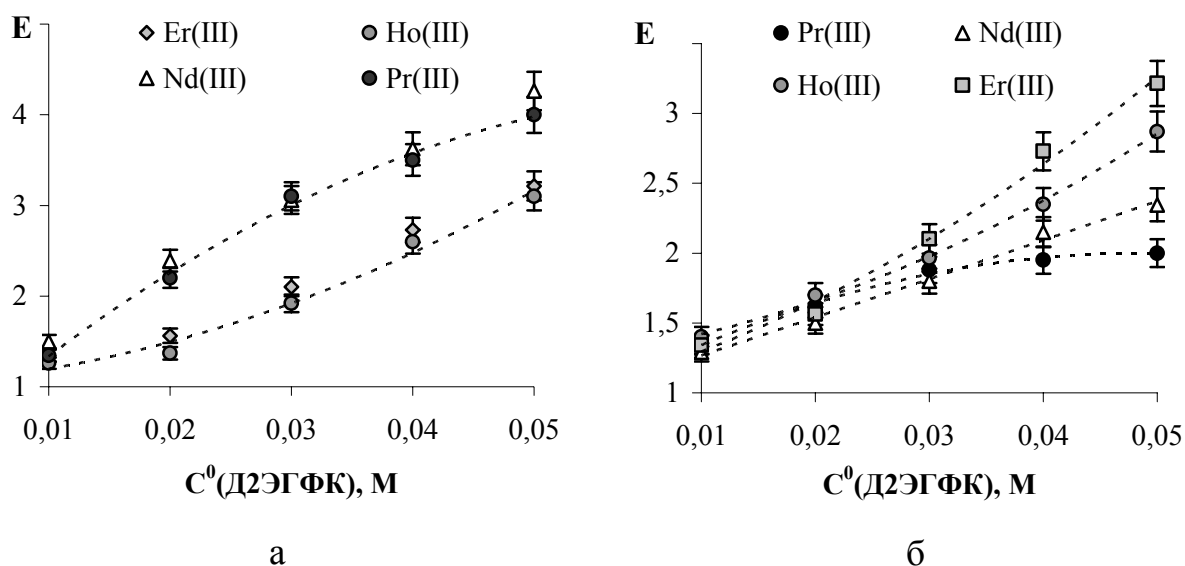 E
Er(III) Ho(III)
Nd(III) Pr(III)
4
3
2
1
0,01 0,02 0,03 0,04 0,05
C⁰(Д2ЭГФК), М
а
E
Pr(III) Nd(III)
Ho(III) Er(III)
3
2,5
2
1,5
1
0,01 0,02 0,03 0,04 0,05
C⁰(Д2ЭГФК), М
б